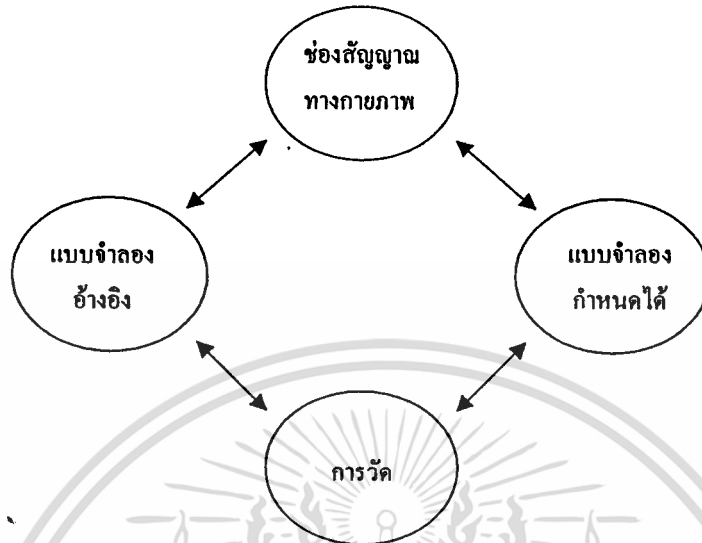 ช่องสัญญาณ
ทางกายภาพ
แบบจำลอง
อ้างอิง
แบบจำลอง
กำหนดได้
การวัด